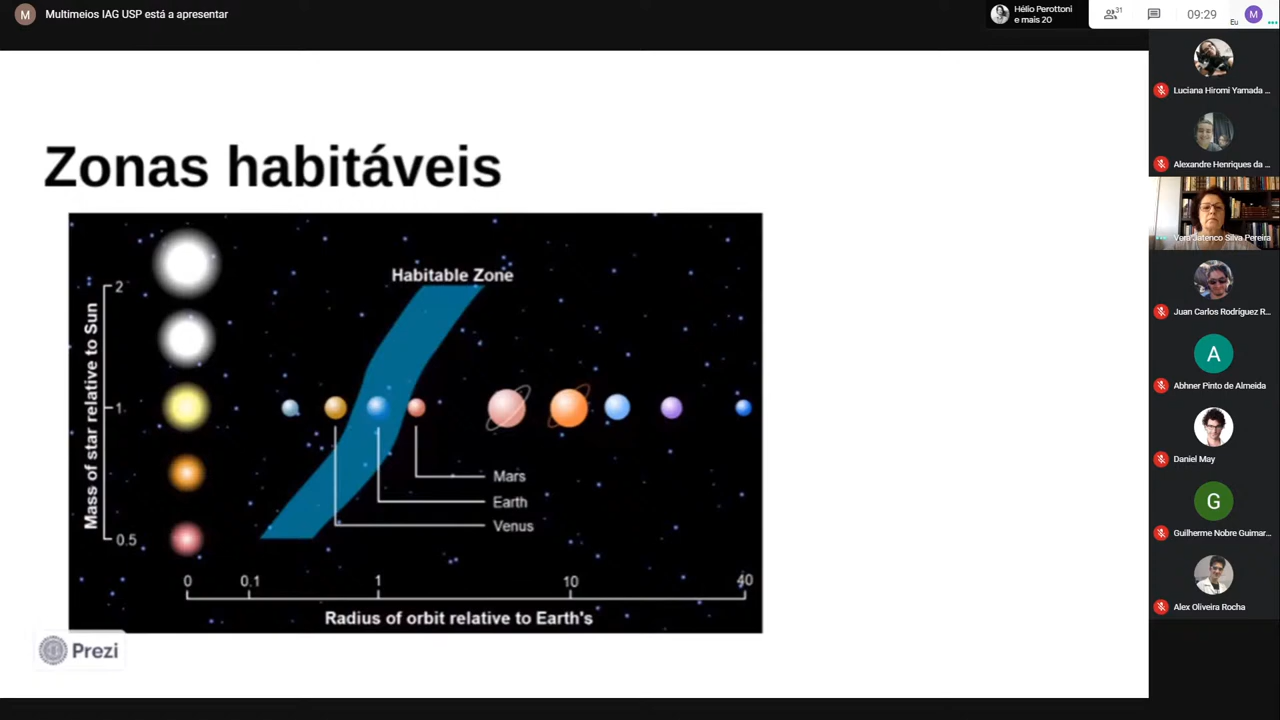 M Multimeios IAG USP está a apresentar
Hélio Perottoni
e mais 20
31
09:29
Eu
M
Zonas habitáveis
Habitable Zone
Mass of star relative to Sun
2
1
0.5
Mars
Earth
Venus
0 0.1 1 10 40
Radius of orbit relative to Earth's
Prezi
Luciana Hiromi Yamada ...
Alexandre Henriques da ...
Vera Jatenco Silva Pereira
Juan Carlos Rodríguez R...
A
Abhner Pinto de Almeida
Daniel May
G
Guilherme Nobre Guimar...
Alex Oliveira Rocha